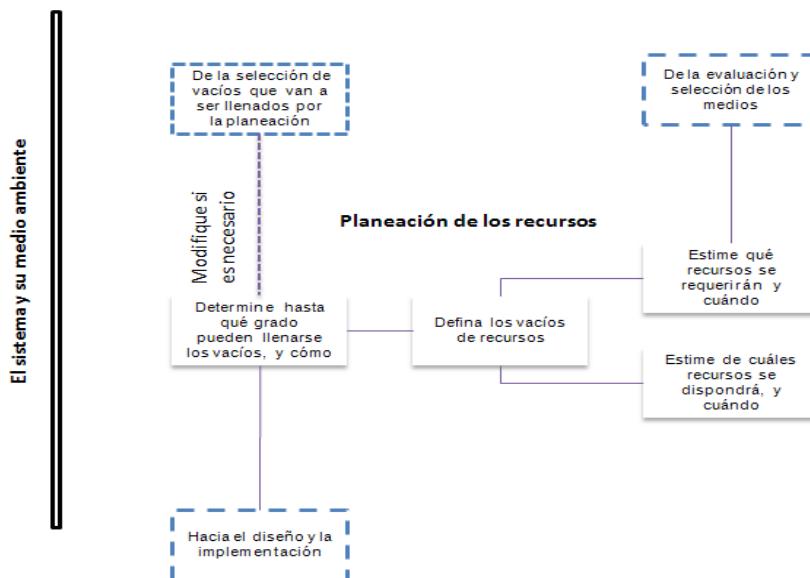 El sistema y su medio ambiente
De la selección de
vacíos que van a
ser llenados por
la planeación
De la evaluación y
selección de los
medios
Modifique si
es necesario
Planeación de los recursos
Estime qué
recursos se
requerirán y
cuándo
Determine hasta
qué grado
pueden llenarse
los vacíos, y cómo
Defina los vacíos
de recursos
Estime de cuáles
recursos se
dispondrá, y
cuándo
Hacia el diseño y la
implementación